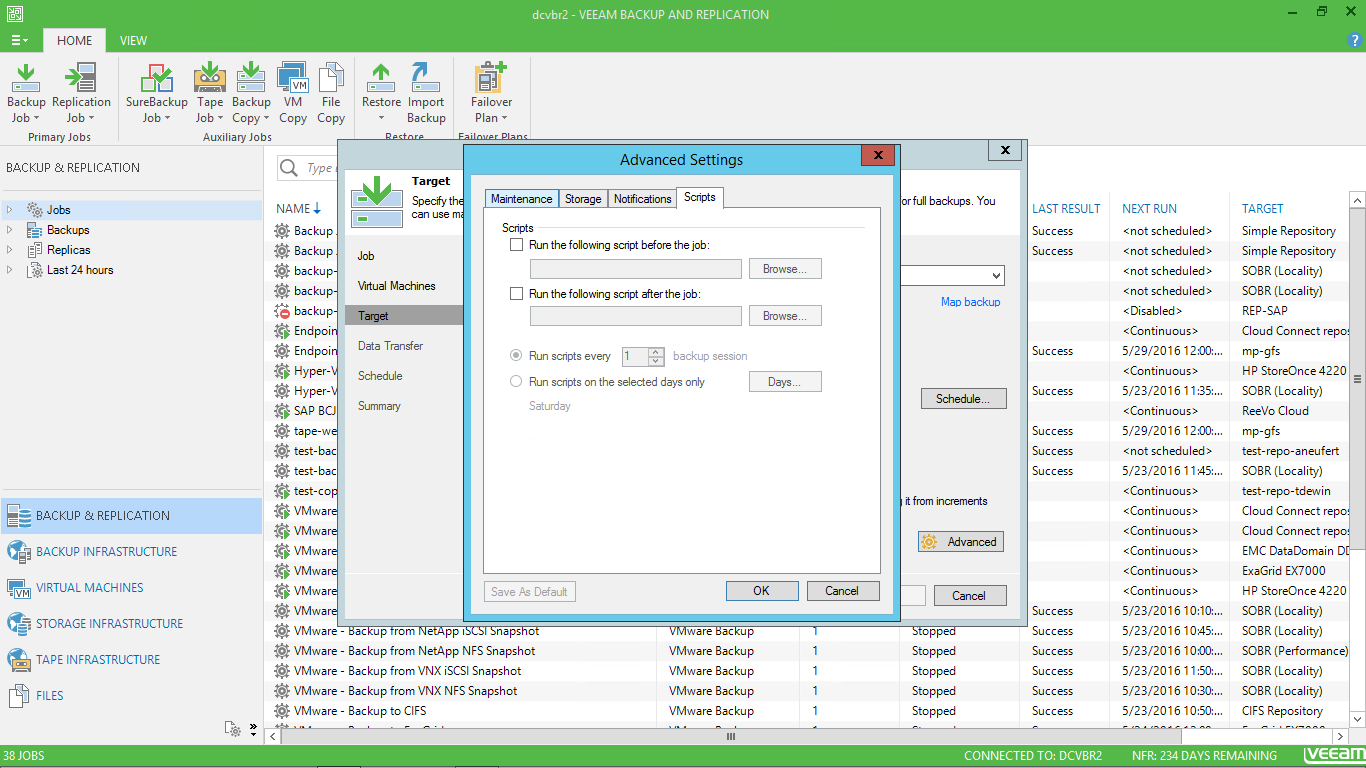 dcvbr2 - VEEAM BACKUP AND REPLICATION
HOME VIEW
Backup Job
Replication Job
Primary Jobs
SureBackup Job
Tape Job
Backup Copy
VM Copy
File Copy
Auxiliary Jobs
Restore
Import Backup
Restore
Failover Plan
Failover Plans
BACKUP & REPLICATION
Jobs
Backups
Replicas
Last 24 hours
BACKUP & REPLICATION
BACKUP INFRASTRUCTURE
VIRTUAL MACHINES
STORAGE INFRASTRUCTURE
TAPE INFRASTRUCTURE
FILES
Type
NAME LAST RESULT NEXT RUN TARGET
Backup Success <not scheduled> Simple Repository
Backup Success <not scheduled> Simple Repository
backup- <not scheduled> SOBR (Locality)
backup- <not scheduled> SOBR (Locality)
backup- <Disabled> REP-SAP
Endpoin <Continuous> Cloud Connect repos
Endpoin Success 5/29/2016 12:00:... mp-gfs
Hyper-V <Continuous> HP StoreOnce 4220
Hyper-V Success 5/23/2016 11:35:... SOBR (Locality)
SAP BCJ <Continuous> ReeVo Cloud
tape-we Success 5/29/2016 12:00:... mp-gfs
test-bac Success <not scheduled> test-repo-aneufert
test-bac Success 5/23/2016 11:45:... SOBR (Locality)
test-cop <Continuous> test-repo-tdewin
VMware <Continuous> Cloud Connect repos
VMware <Continuous> Cloud Connect repos
VMware <Continuous> EMC DataDomain DD
VMware <Continuous> ExaGrid EX7000
VMware <Continuous> HP StoreOnce 4220
VMware Success 5/23/2016 10:10:... SOBR (Locality)
VMware - Backup from NetApp iSCSI Snapshot VMware Backup 1 Stopped Success 5/23/2016 10:45:... SOBR (Locality)
VMware - Backup from NetApp NFS Snapshot VMware Backup 1 Stopped Success 5/23/2016 10:00:... SOBR (Performance)
VMware - Backup from VNX iSCSI Snapshot VMware Backup 1 Stopped Success 5/23/2016 11:50:... SOBR (Locality)
VMware - Backup from VNX NFS Snapshot VMware Backup 1 Stopped Success 5/23/2016 10:30:... SOBR (Locality)
VMware - Backup to CIFS VMware Backup 1 Stopped Success 5/23/2016 10:50:... CIFS Repository
Target
Specify the
can use ma
or full backups. You
Job
Virtual Machines
Target
Data Transfer
Schedule
Summary
Map backup
Schedule...
it from increments
Advanced
Cancel
Advanced Settings
Maintenance Storage Notifications Scripts
Scripts
Run the following script before the job:
Browse...
Run the following script after the job:
Browse...
Run scripts every 1 backup session
Run scripts on the selected days only Days...
Saturday
Save As Default OK Cancel
38 JOBS CONNECTED TO: DCVBR2 NFR: 234 DAYS REMAINING veeam